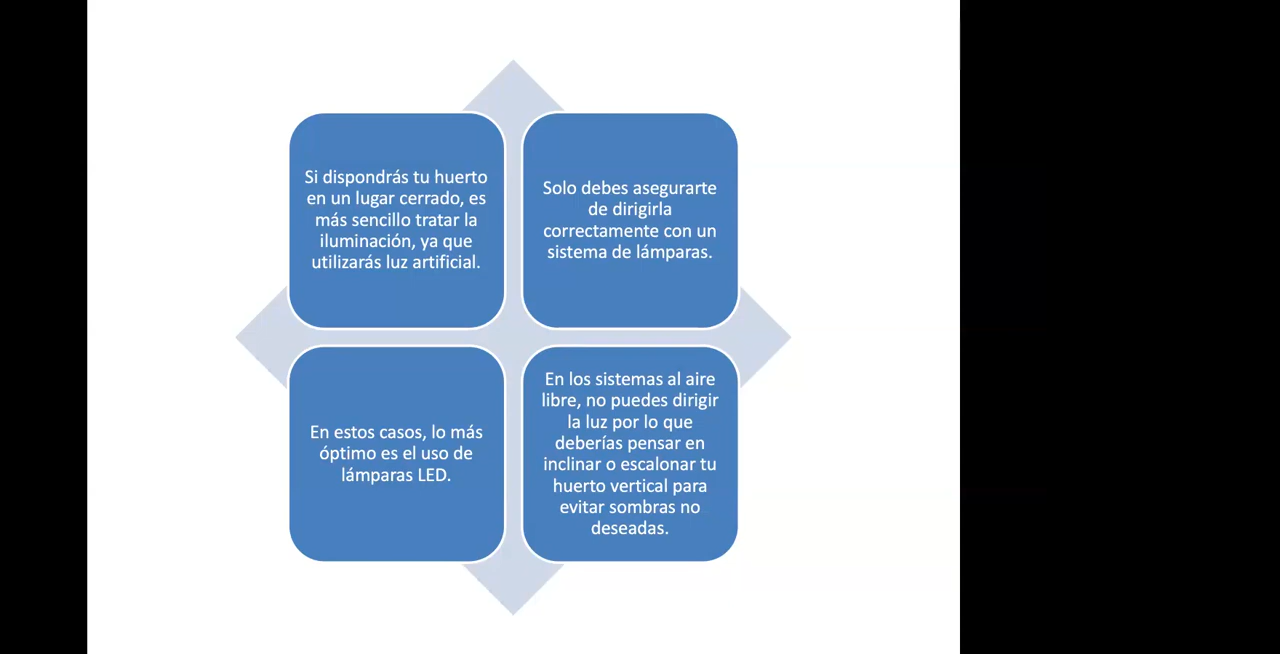 Si dispondrás tu huerto
en un lugar cerrado, es
más sencillo tratar la
iluminación, ya que
utilizarás luz artificial.
Solo debes asegurarte
de dirigirla
correctamente con un
sistema de lámparas.
En estos casos, lo más
óptimo es el uso de
lámparas LED.
En los sistemas al aire
libre, no puedes dirigir
la luz por lo que
deberías pensar en
inclinar o escalonar tu
huerto vertical para
evitar sombras no
deseadas.